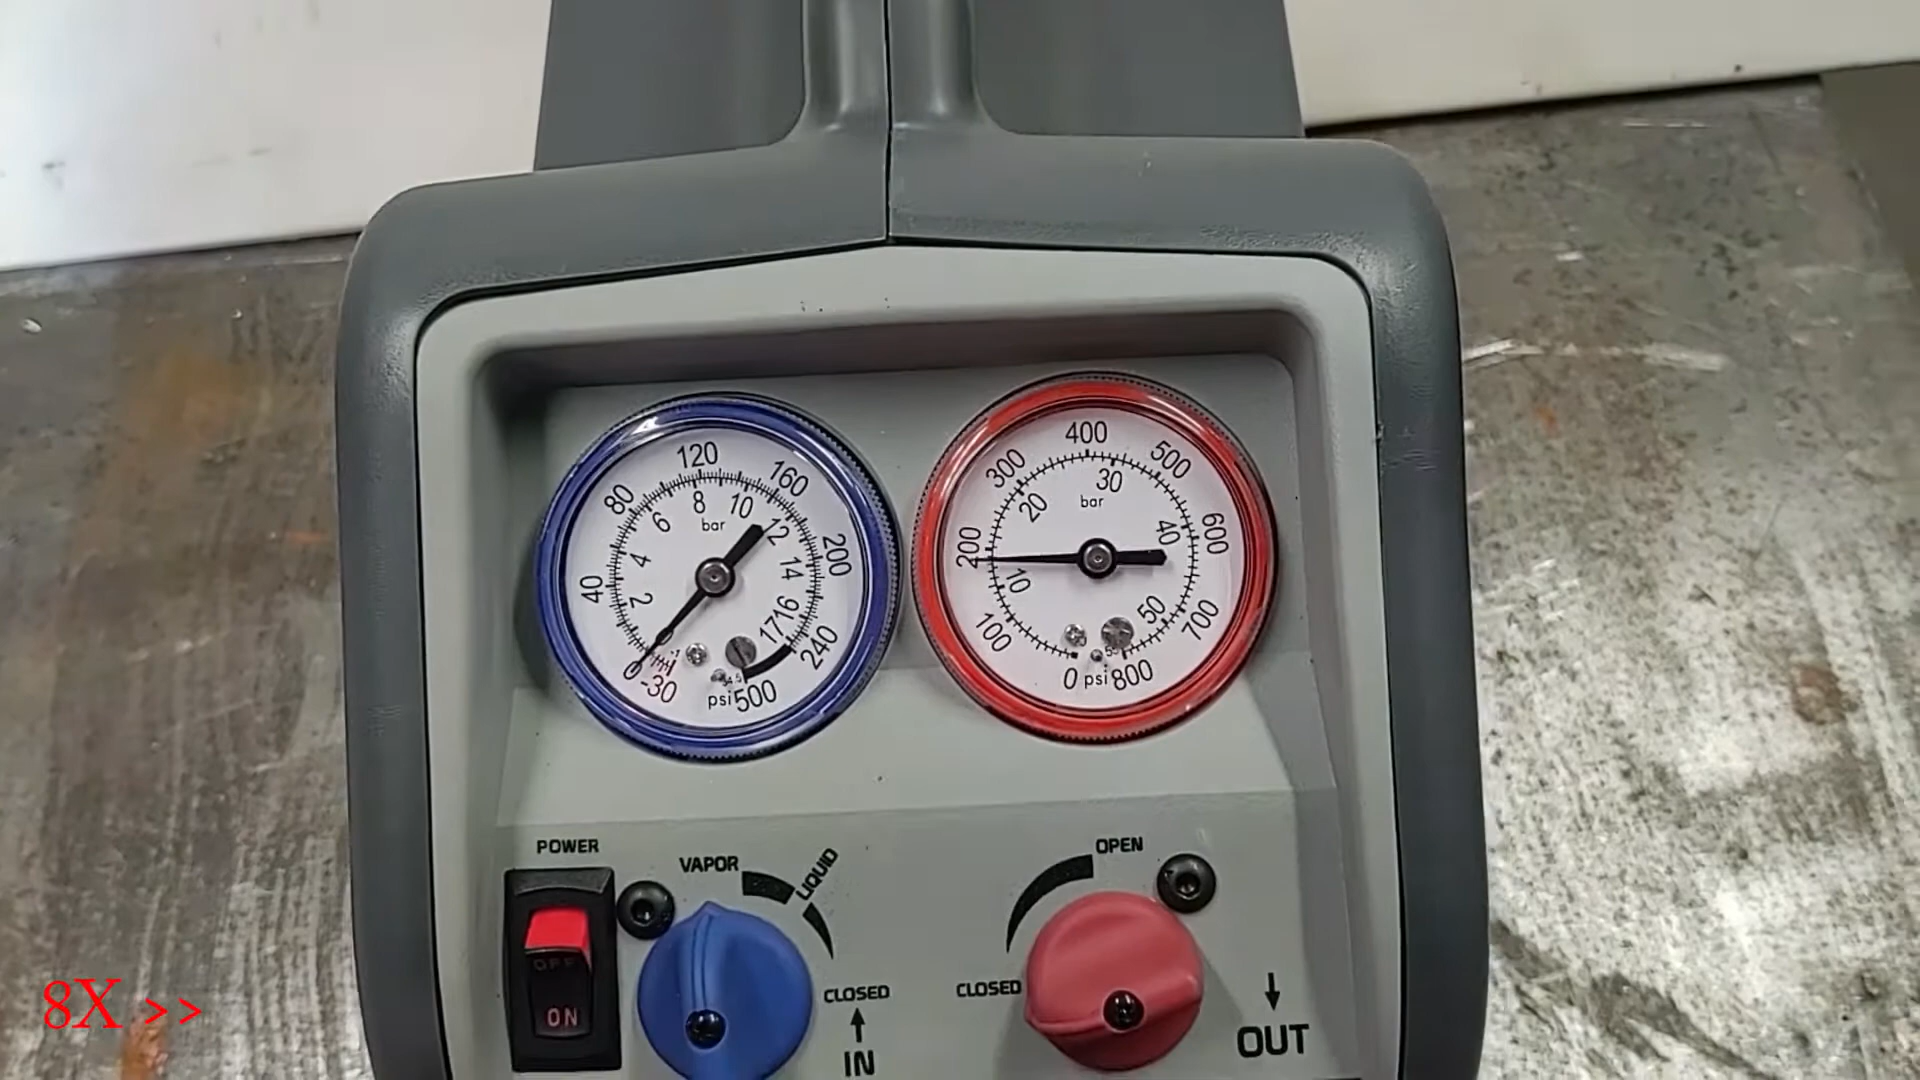 120
160
80
200
40
240
0
-30
psi
500
8
10
6
12
bar
4
14
2
16
17
-1
400
300
500
200
600
100
700
0
psi
800
30
20
bar
40
10
50
POWER
OFF
ON
VAPOR
LIQUID
CLOSED
IN
OPEN
CLOSED
OUT
8X >>